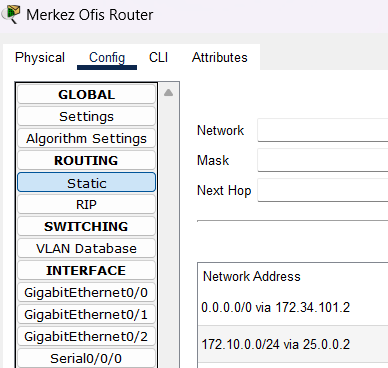 Merkez Ofis Router
Physical Config CLI Attributes
GLOBAL
Settings
Algorithm Settings
ROUTING
Static
RIP
SWITCHING
VLAN Database
INTERFACE
GigabitEthernet0/0
GigabitEthernet0/1
GigabitEthernet0/2
Serial0/0/0
Network
Mask
Next Hop
Network Address
0.0.0.0/0 via 172.34.101.2
172.10.0.0/24 via 25.0.0.2